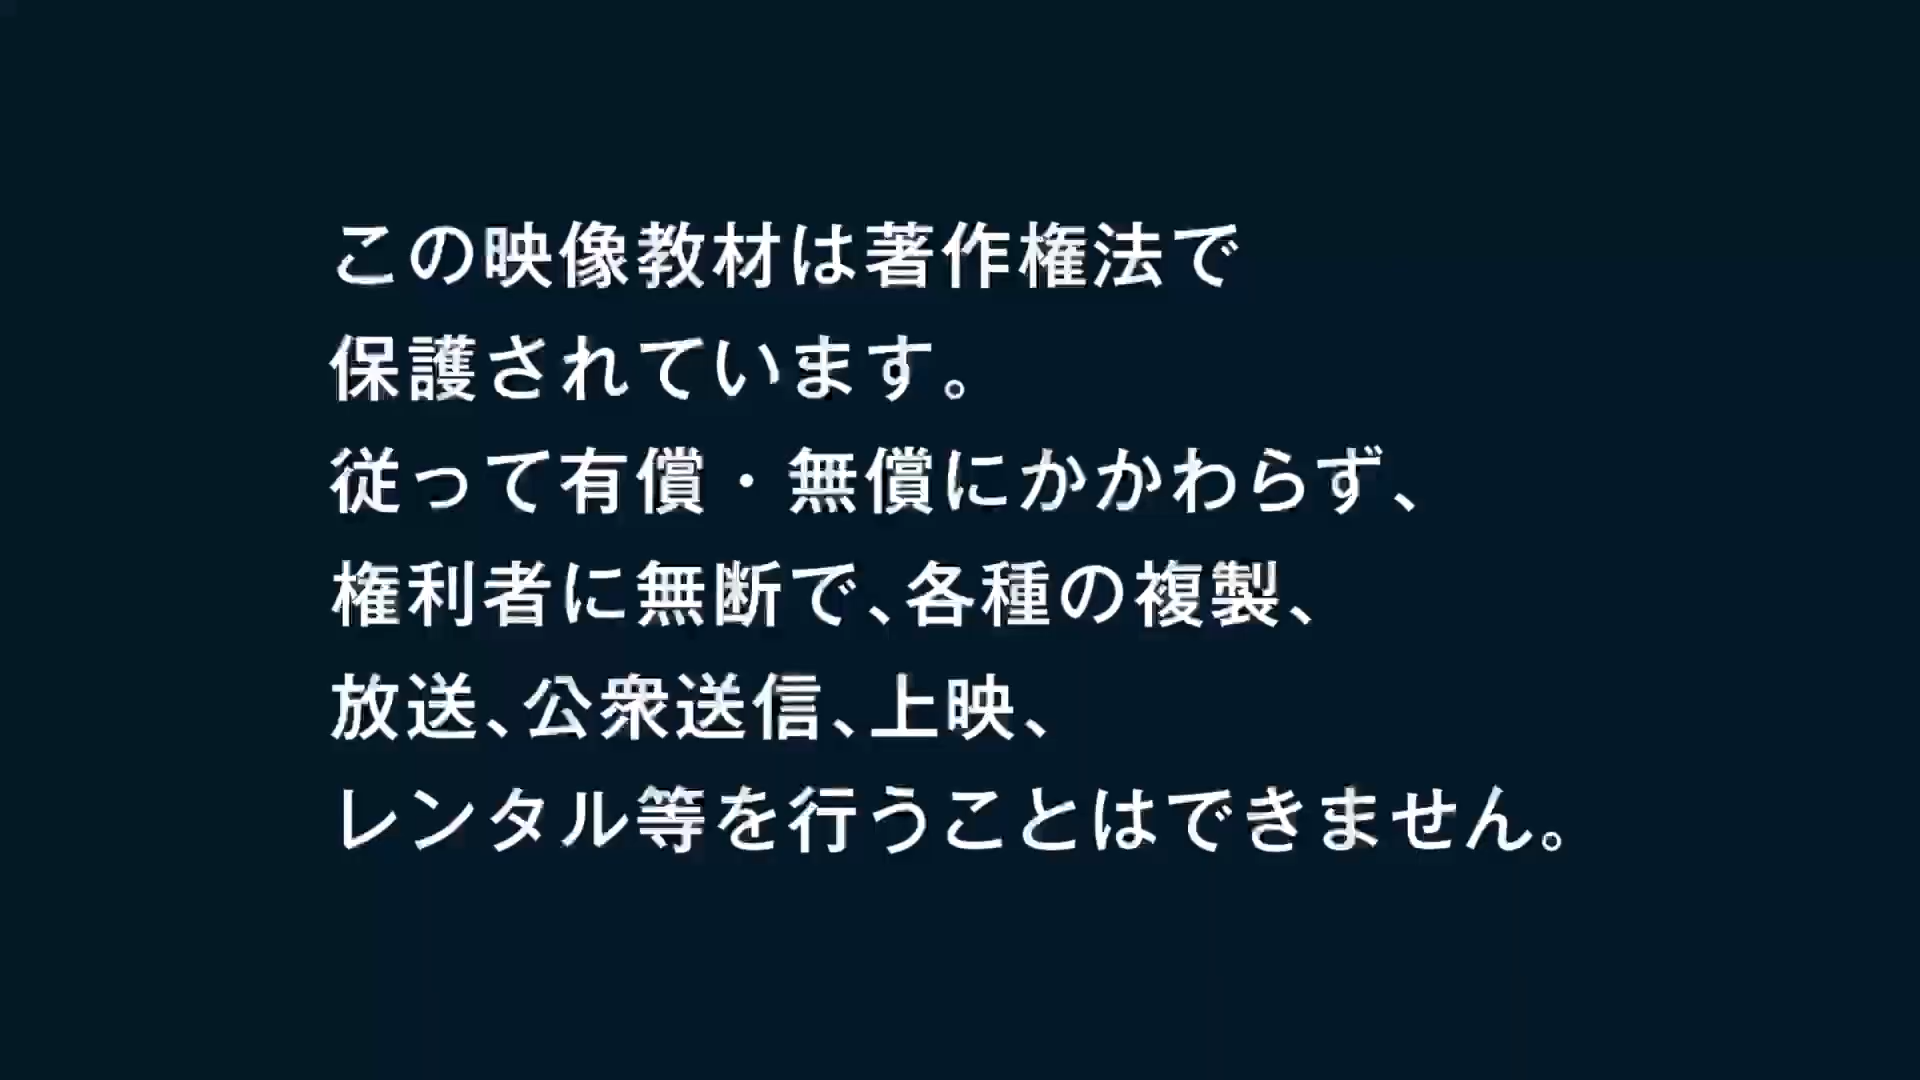 この映像教材は著作権法で
保護されています。
従って有償・無償にかかわらず、
権利者に無断で、各種の複製、
放送、公衆送信、上映、
レンタル等を行うことはできません。